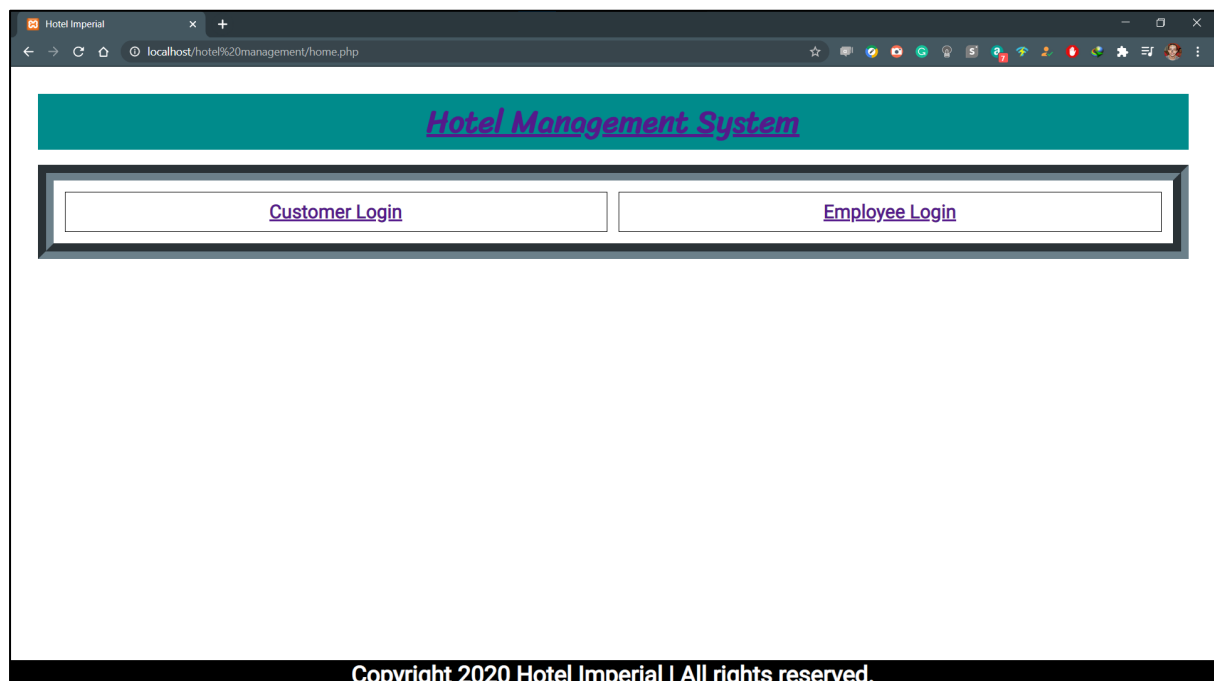 Hotel Imperial
localhost/hotel%20management/home.php
Hotel Management System
Customer Login
Employee Login
Copyright 2020 Hotel Imperial | All rights reserved.